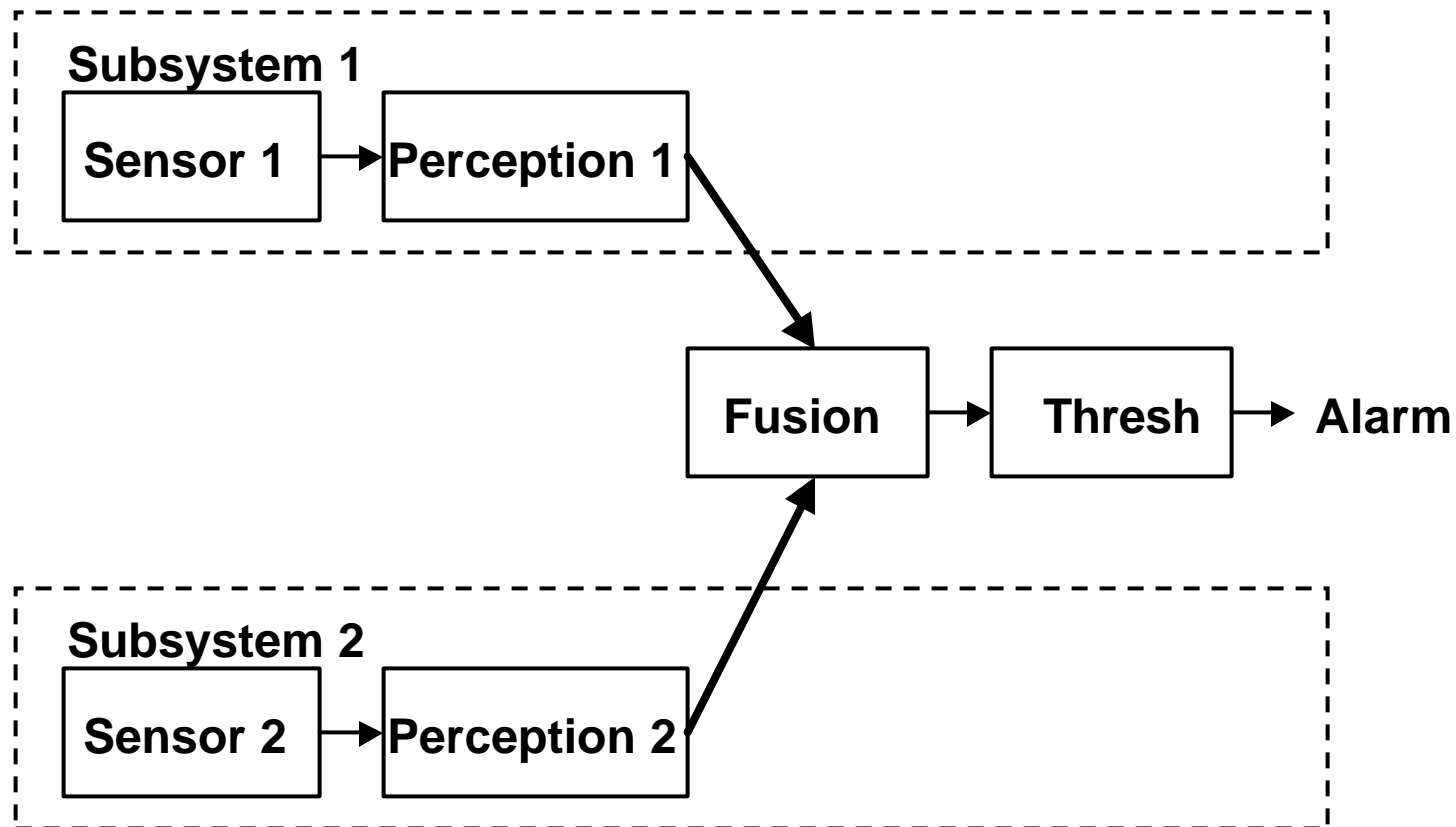 Subsystem 1
Sensor 1
Perception 1
Fusion
Thresh
Alarm
Subsystem 2
Sensor 2
Perception 2